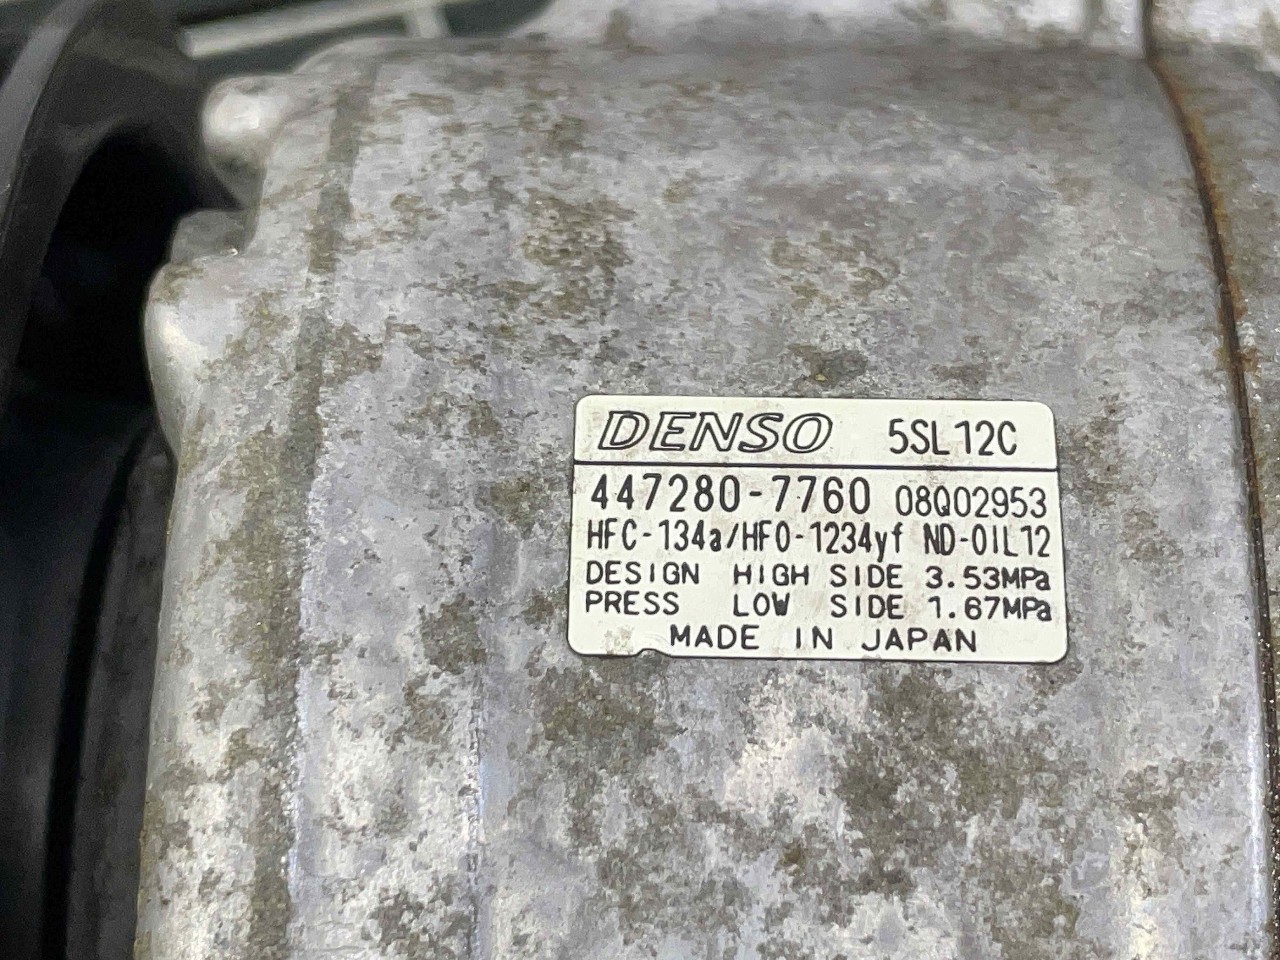 DENSO 5SL12C
447280-7760 08Q02953
HFC-134a/HFO-1234yf ND-OIL12
DESIGN HIGH SIDE 3.53MPa
PRESS LOW SIDE 1.67MPa
MADE IN JAPAN